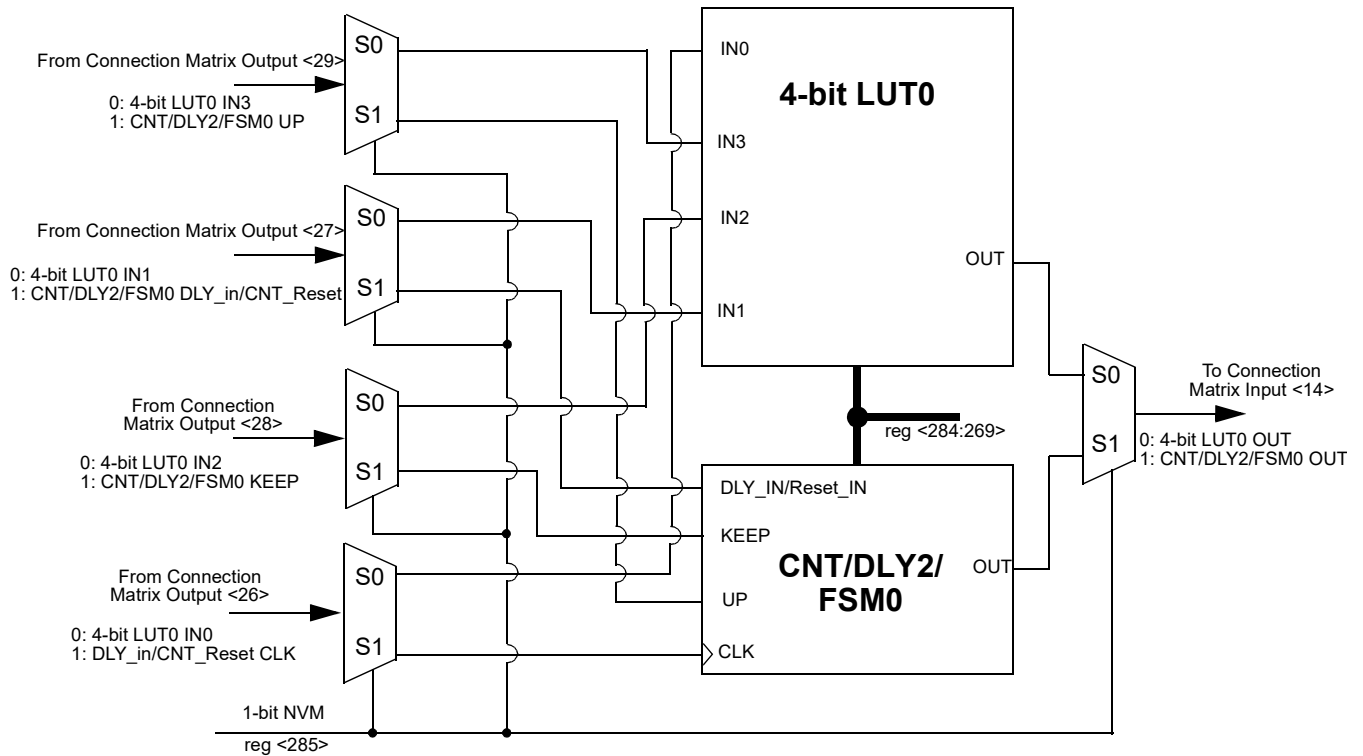 From Connection Matrix Output <29>
0: 4-bit LUT0 IN3
1: CNT/DLY2/FSM0 UP
S0
S1
From Connection Matrix Output <27>
0: 4-bit LUT0 IN1
1: CNT/DLY2/FSM0 DLY_in/CNT_Reset
S0
S1
From Connection
Matrix Output <28>
0: 4-bit LUT0 IN2
1: CNT/DLY2/FSM0 KEEP
S0
S1
From Connection
Matrix Output <26>
0: 4-bit LUT0 IN0
1: DLY_in/CNT_Reset CLK
S0
S1
1-bit NVM
reg <285>
4-bit LUT0
IN0
IN3
IN2
IN1
OUT
reg <284:269>
DLY_IN/Reset_IN
KEEP
UP
CLK
CNT/DLY2/
FSM0
OUT
S0
S1
To Connection
Matrix Input <14>
0: 4-bit LUT0 OUT
1: CNT/DLY2/FSM0 OUT